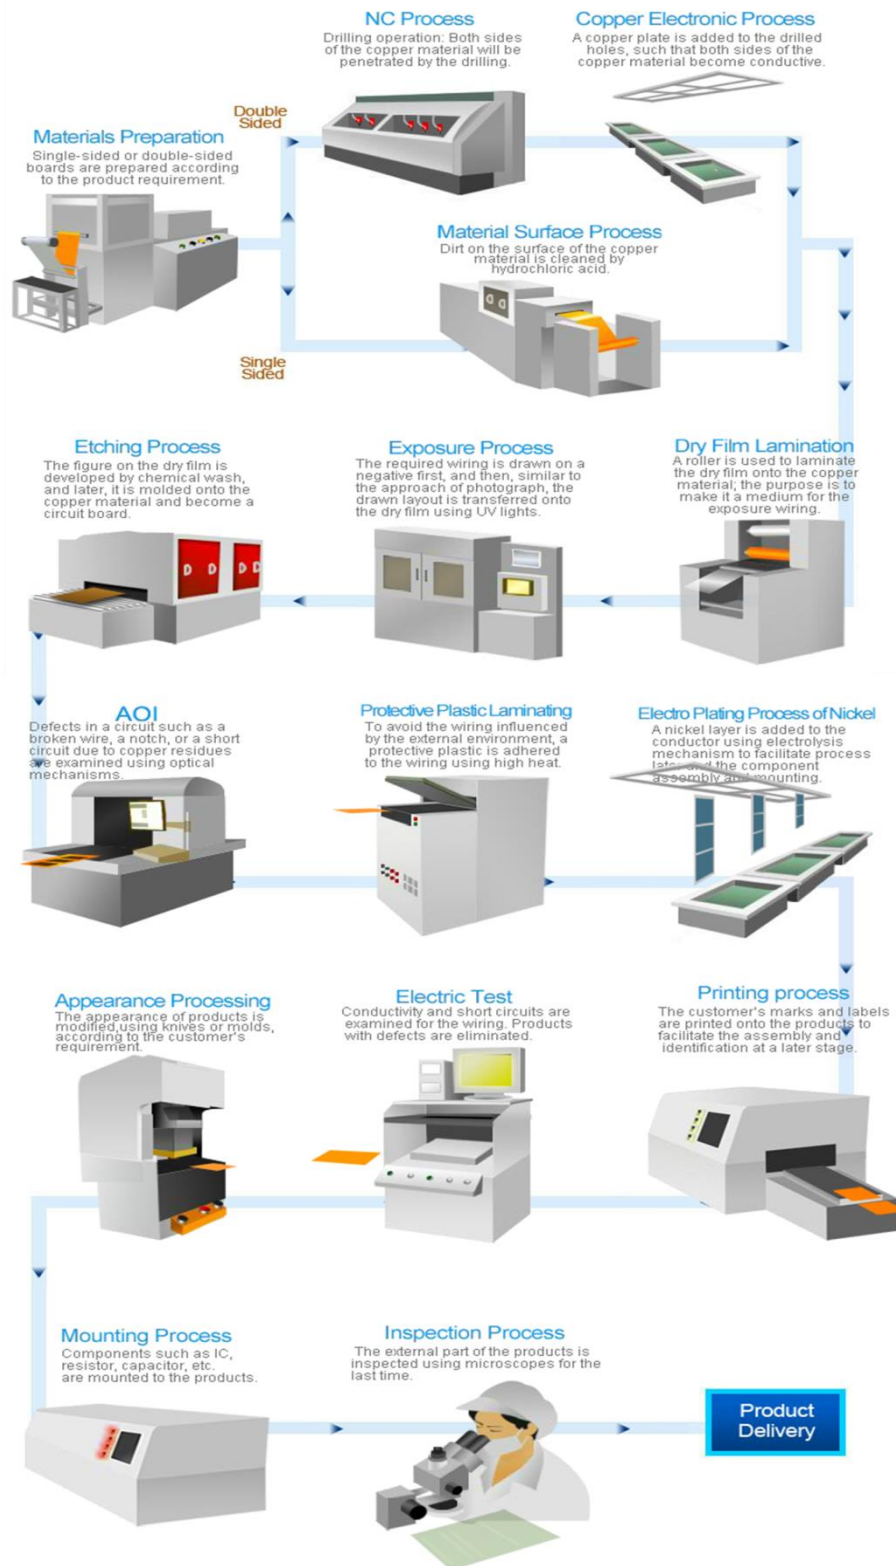 NC Process
Drilling operation: Both sides
of the copper material will be
penetrated by the drilling.
Copper Electronic Process
A copper plate is added to the drilled
holes, such that both sides of the
copper material become conductive.
Double
Sided
Materials Preparation
Single-sided or double-sided
boards are prepared according
to the product requirement.
Material Surface Process
Dirt on the surface of the copper
material is cleaned by
hydrochloric acid.
Single
Sided
Etching Process
The figure on the dry film is
developed by chemical wash,
and later, it is molded onto the
copper material and become a
circuit board.
Exposure Process
The required wiring is drawn on a
negative first, and then, similar to
the approach of photograph, the
drawn layout is transferred onto
the dry film using UV lights.
Dry Film Lamination
A roller is used to laminate
the dry film onto the copper
material; the purpose is to
make it a medium for the
exposure wiring.
AOI
Defects in a circuit such as a
broken wire, a notch, or a short
circuit due to copper residues
are examined using optical
mechanisms.
Protective Plastic Laminating
To avoid the wiring influenced
by the external environment, a
protective plastic is adhered
to the wiring using high heat.
Electro Plating Process of Nickel
A nickel layer is added to the
conductor using electrolysis
mechanism to facilitate process
later and the component
assembly and mounting.
Appearance Processing
The appearance of products is
modified,using knives or molds,
according to the customer's
requirement.
Electric Test
Conductivity and short circuits are
examined for the wiring. Products
with defects are eliminated.
Printing process
The customer's marks and labels
are printed onto the products to
facilitate the assembly and
identification at a later stage.
Mounting Process
Components such as IC,
resistor, capacitor, etc.
are mounted to the products.
Inspection Process
The external part of the products is
inspected using microscopes for the
last time.
Product
Delivery